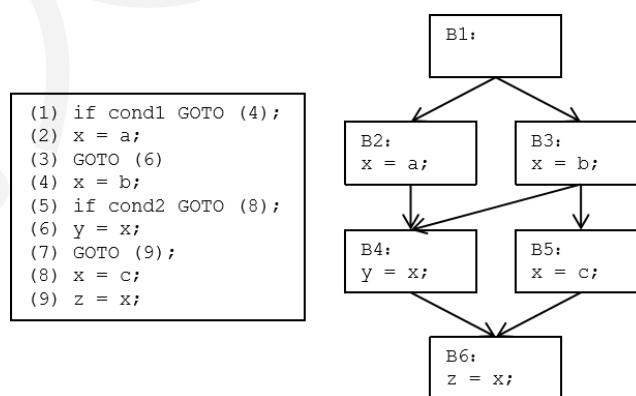 (1) if cond1 GOTO (4);
(2) x = a;
(3) GOTO (6)
(4) x = b;
(5) if cond2 GOTO (8);
(6) y = x;
(7) GOTO (9);
(8) x = c;
(9) z = x;
B1:
B2:
x = a;
B3:
x = b;
B4:
y = x;
B5:
x = c;
B6:
z = x;